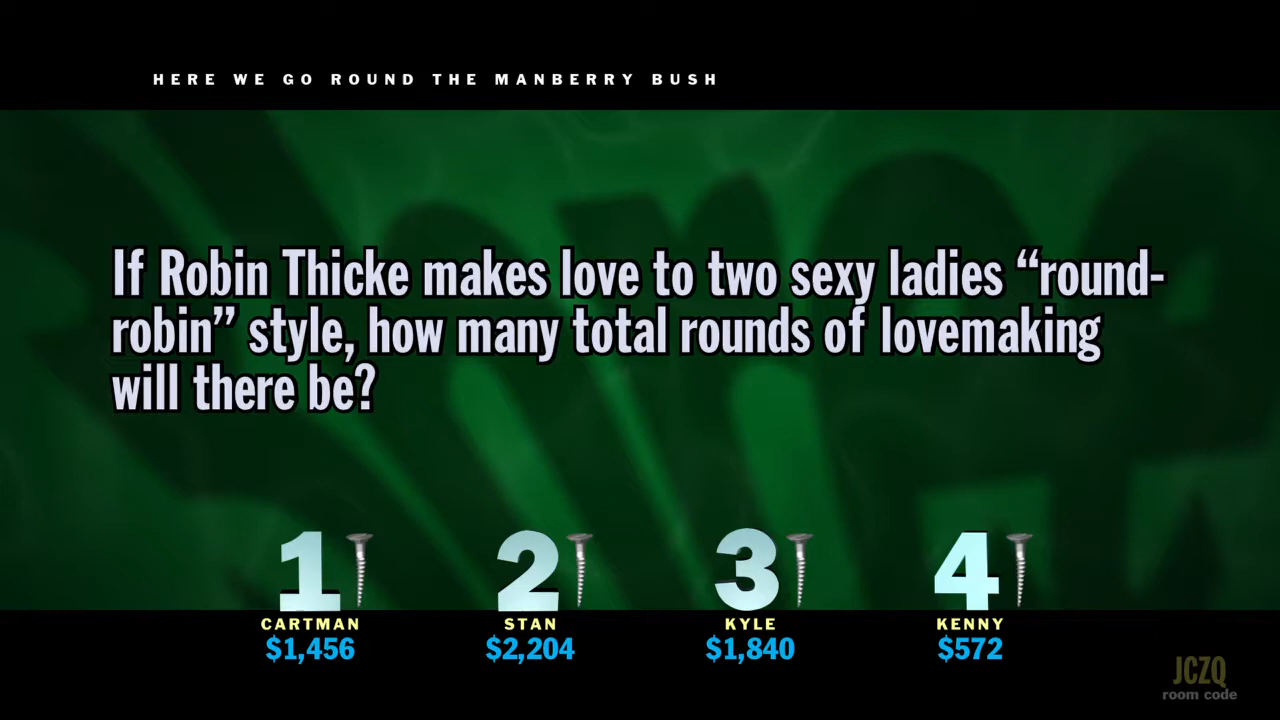 HERE WE GO ROUND THE MANBERRY BUSH
If Robin Thicke makes love to two sexy ladies “round-
robin” style, how many total rounds of lovemaking
will there be?
1 2 3 4
CARTMAN STAN KYLE KENNY
$1,456 $2,204 $1,840 $572
JCZQ
room code